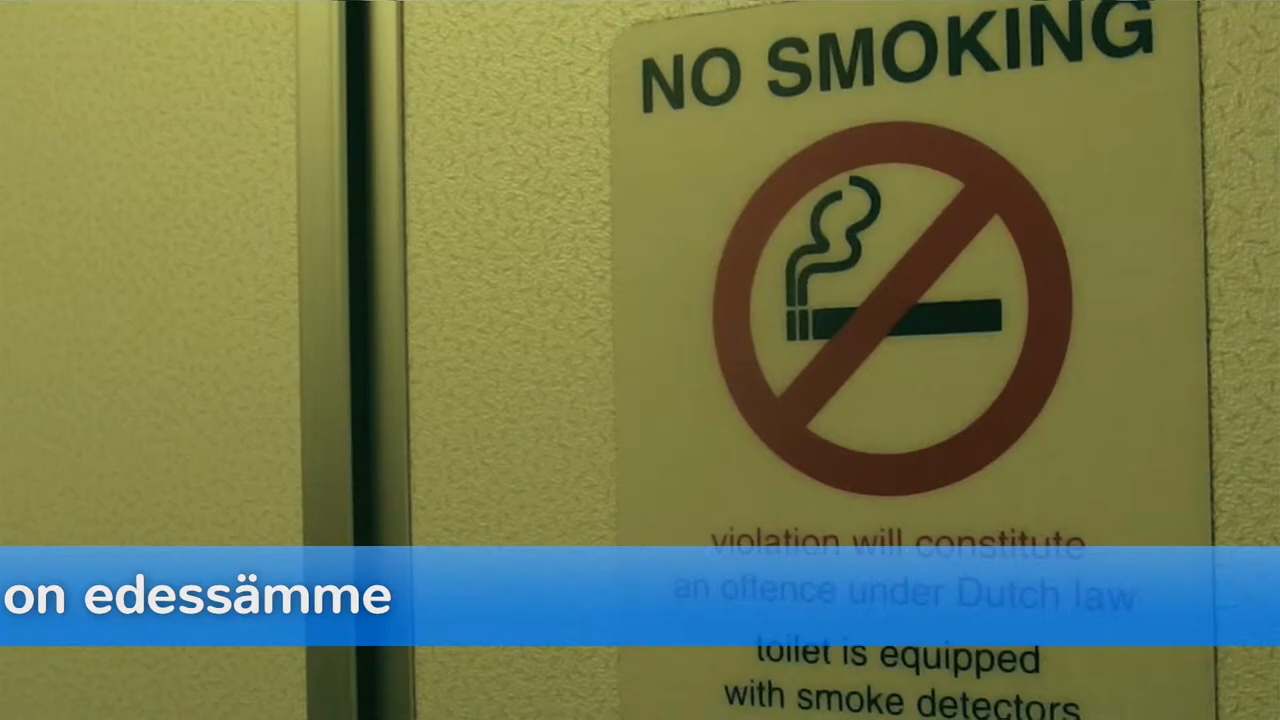 NO SMOKING
violation will constitute
an offence under Dutch law
on edessämme
toilet is equipped
with smoke detectors